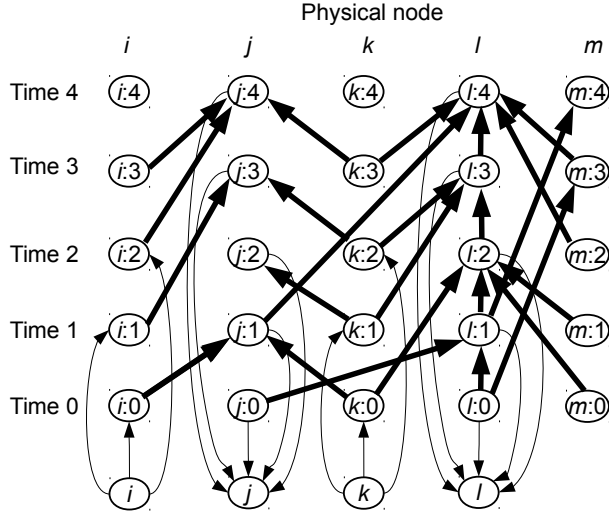 Physical node
i j k l m
Time 4 i:4 j:4 k:4 l:4 m:4
Time 3 i:3 j:3 k:3 l:3 m:3
Time 2 i:2 j:2 k:2 l:2 m:2
Time 1 i:1 j:1 k:1 l:1 m:1
Time 0 i:0 j:0 k:0 l:0 m:0
i j k l